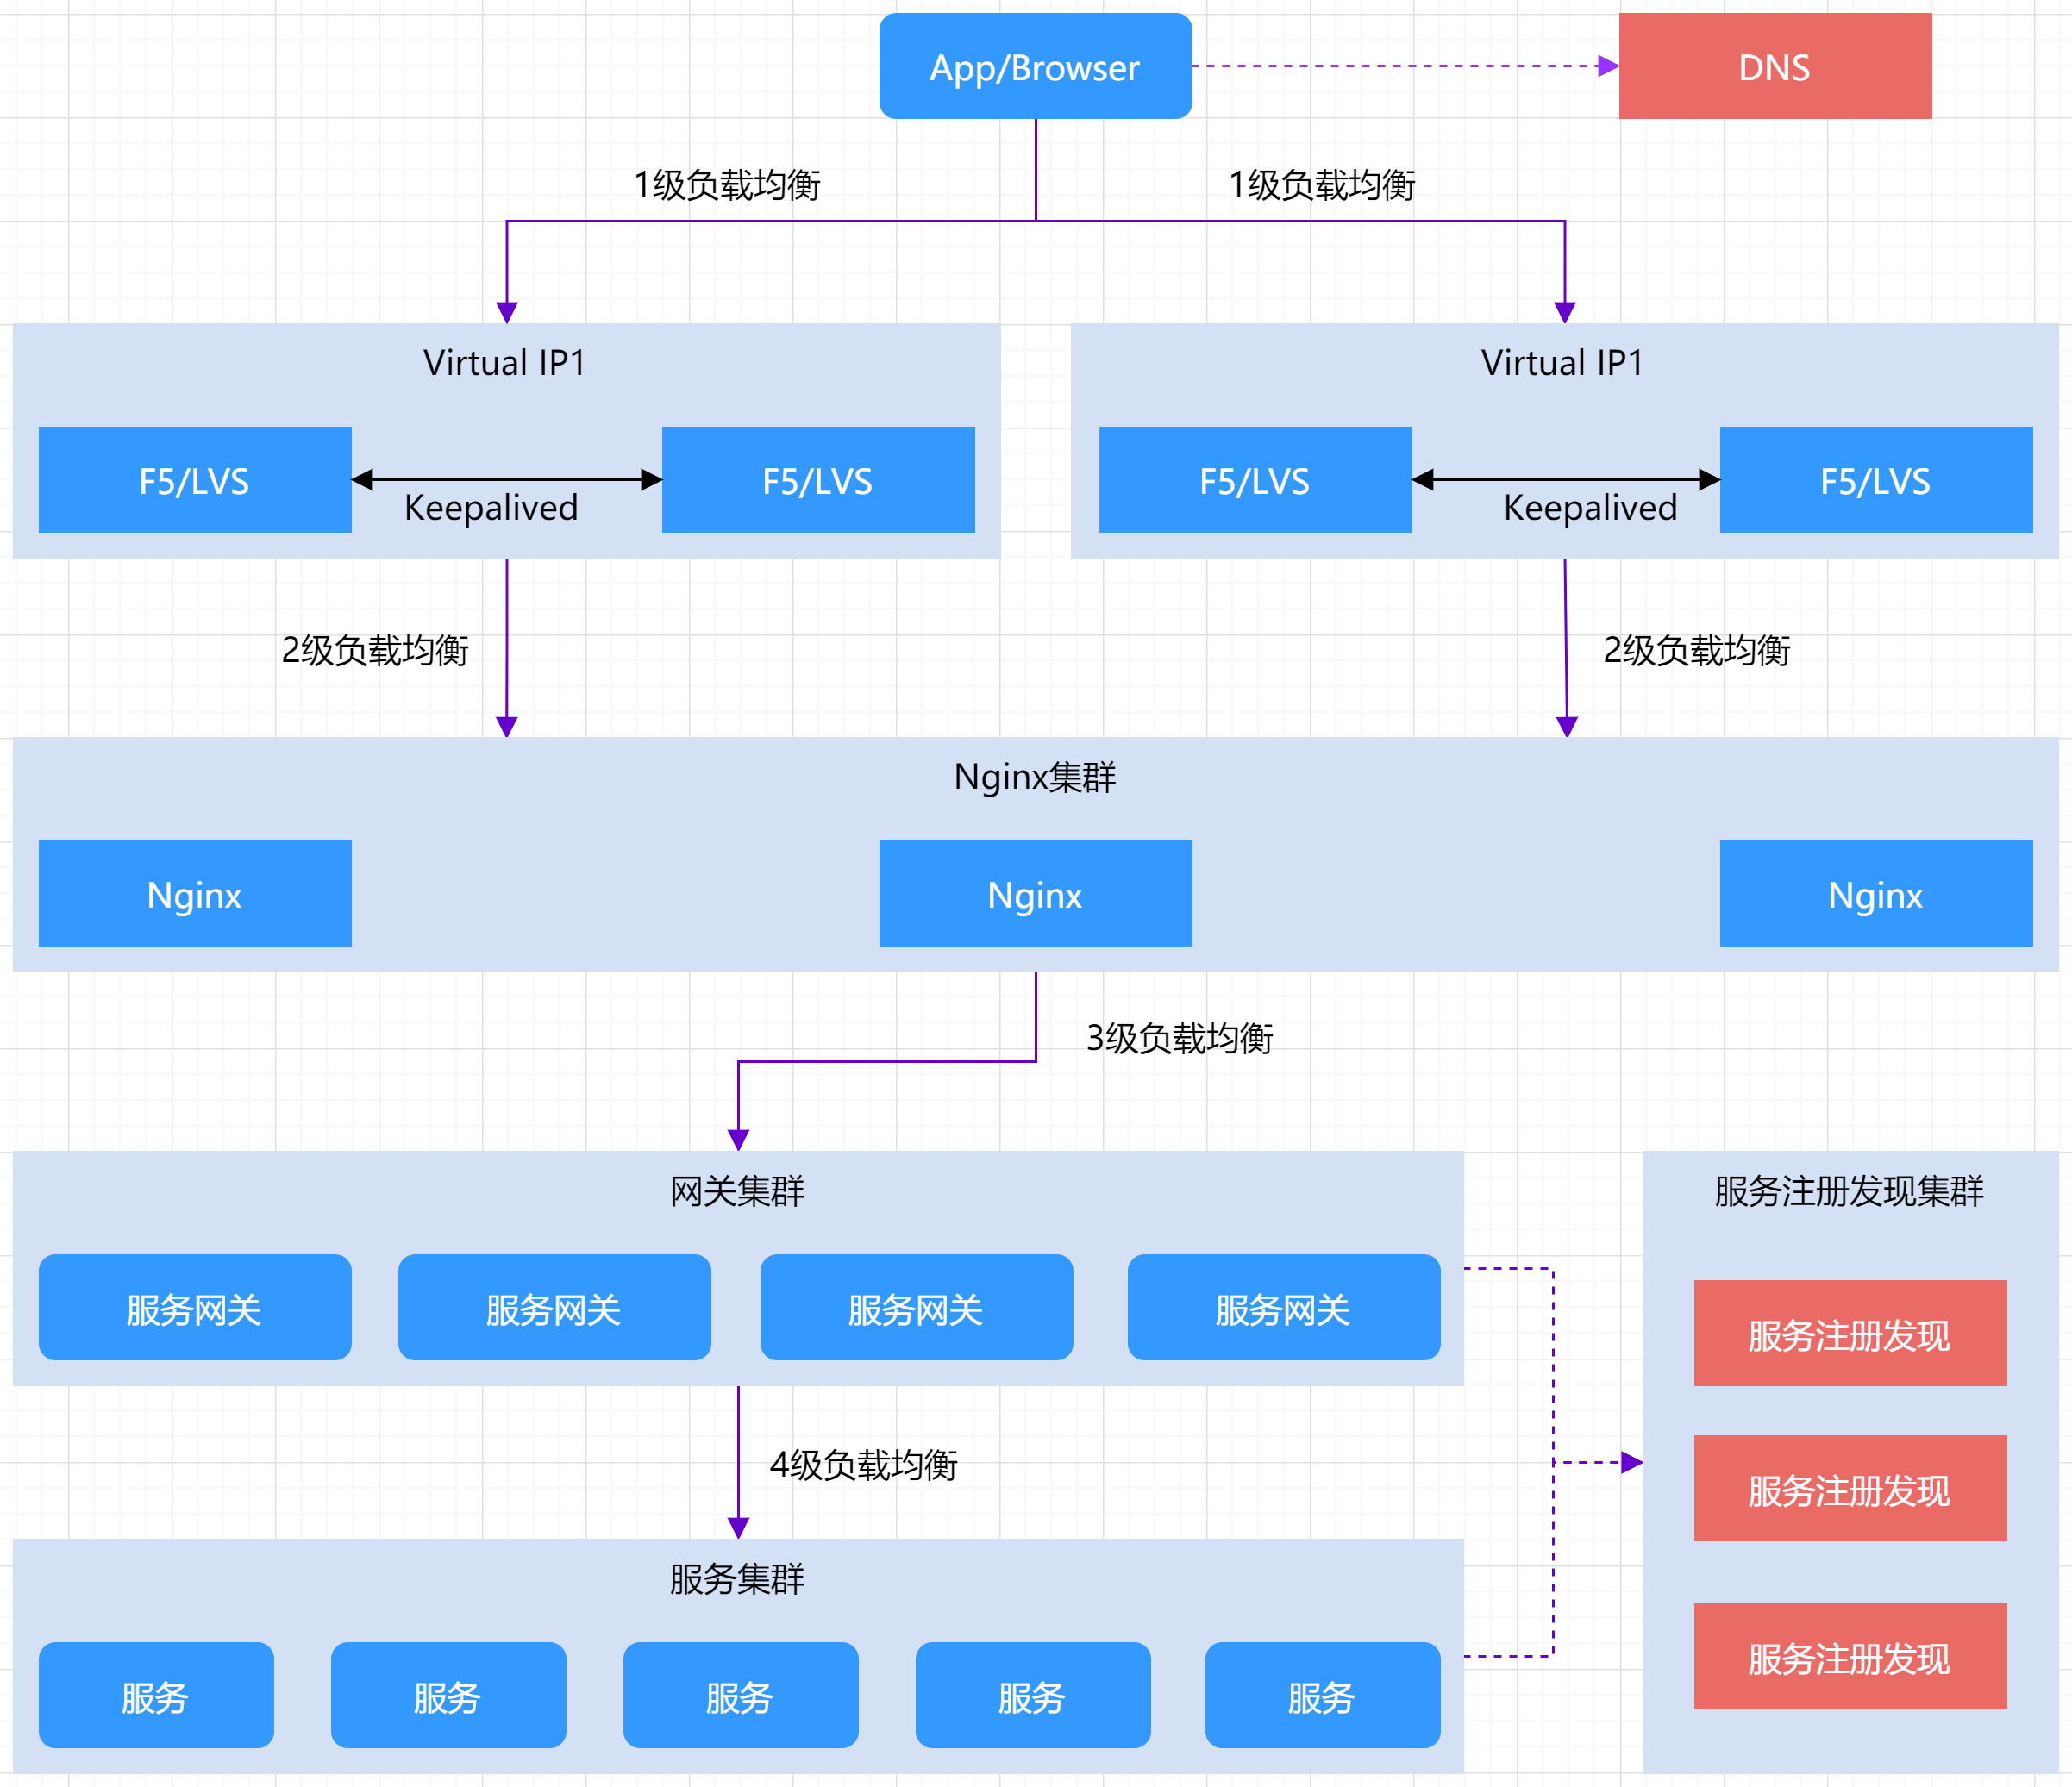 App/Browser
DNS
1级负载均衡
1级负载均衡
Virtual IP1
Virtual IP1
F5/LVS
Keepalived
F5/LVS
F5/LVS
Keepalived
F5/LVS
2级负载均衡
2级负载均衡
Nginx集群
Nginx
Nginx
Nginx
3级负载均衡
网关集群
服务注册发现集群
服务网关
服务网关
服务网关
服务网关
服务注册发现
4级负载均衡
服务注册发现
服务集群
服务注册发现
服务
服务
服务
服务
服务